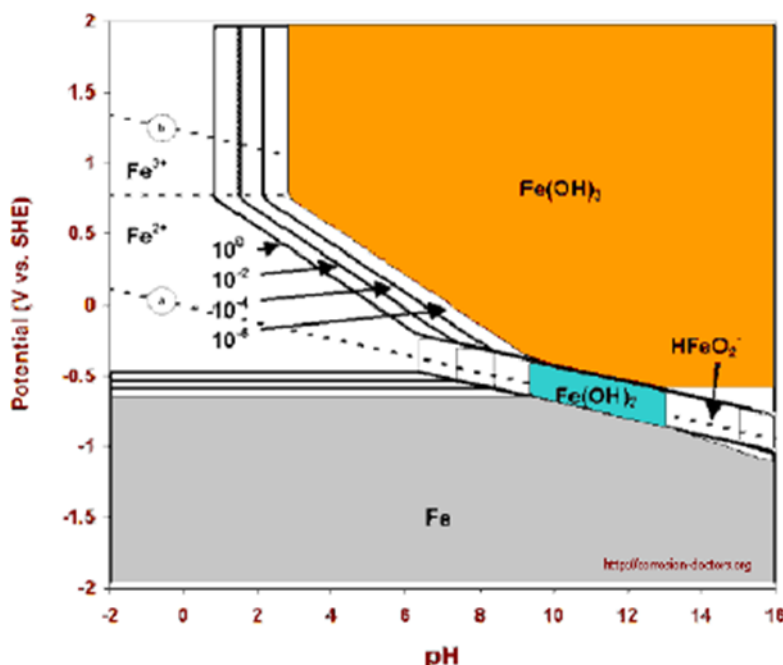 2
1.5
1
0.5
0
-0.5
-1
-1.5
-2
Potential (V vs. SHE)
b
Fe3+
Fe2+
a
10⁰
10-2
10-4
10-6
Fe(OH)3
HFeO2-
Fe(OH)2
Fe
http://corrosion-doctors.org
-2 0 2 4 6 8 10 12 14 16
pH